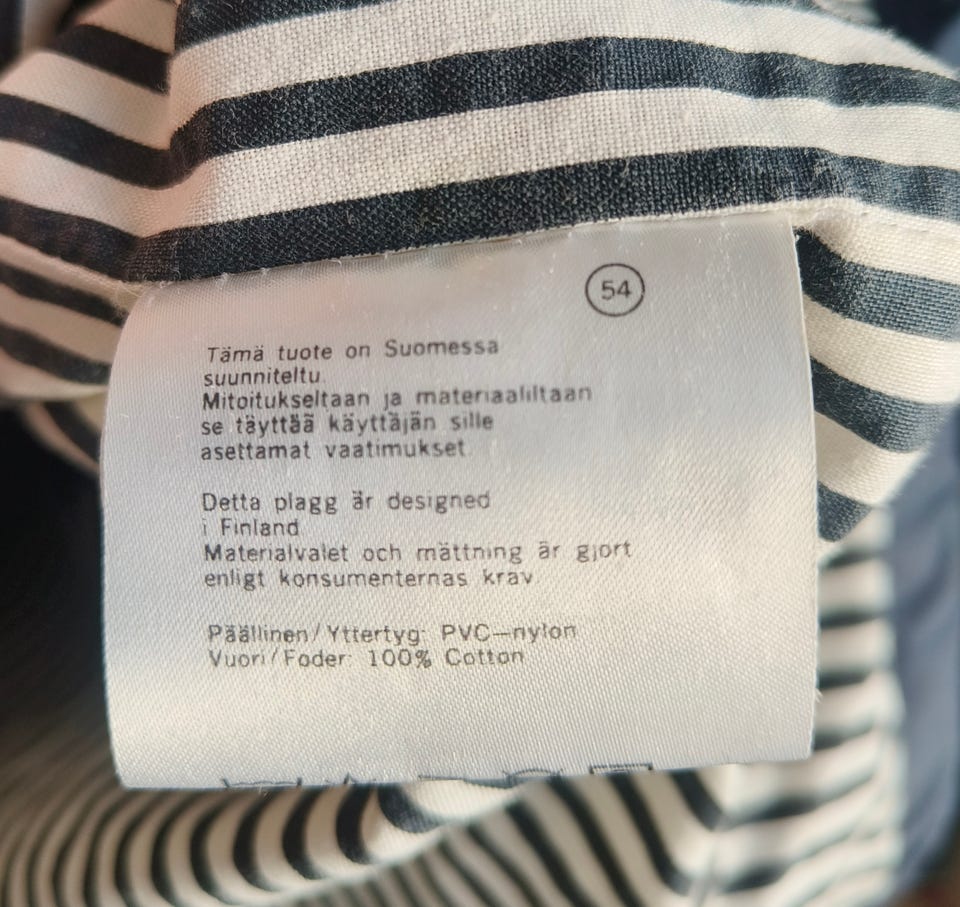 54
Tämä tuote on Suomessa
suunniteltu.
Mitoitukseltaan ja materiaaliltaan
se täyttää käyttäjän sille
asettamat vaatimukset.
Detta plagg är designed
i Finland
Materialvalet och mättning är gjort
enligt konsumenternas krav
Päällinen/Yttertyg: PVC–nylon
Vuori/Foder: 100% Cotton